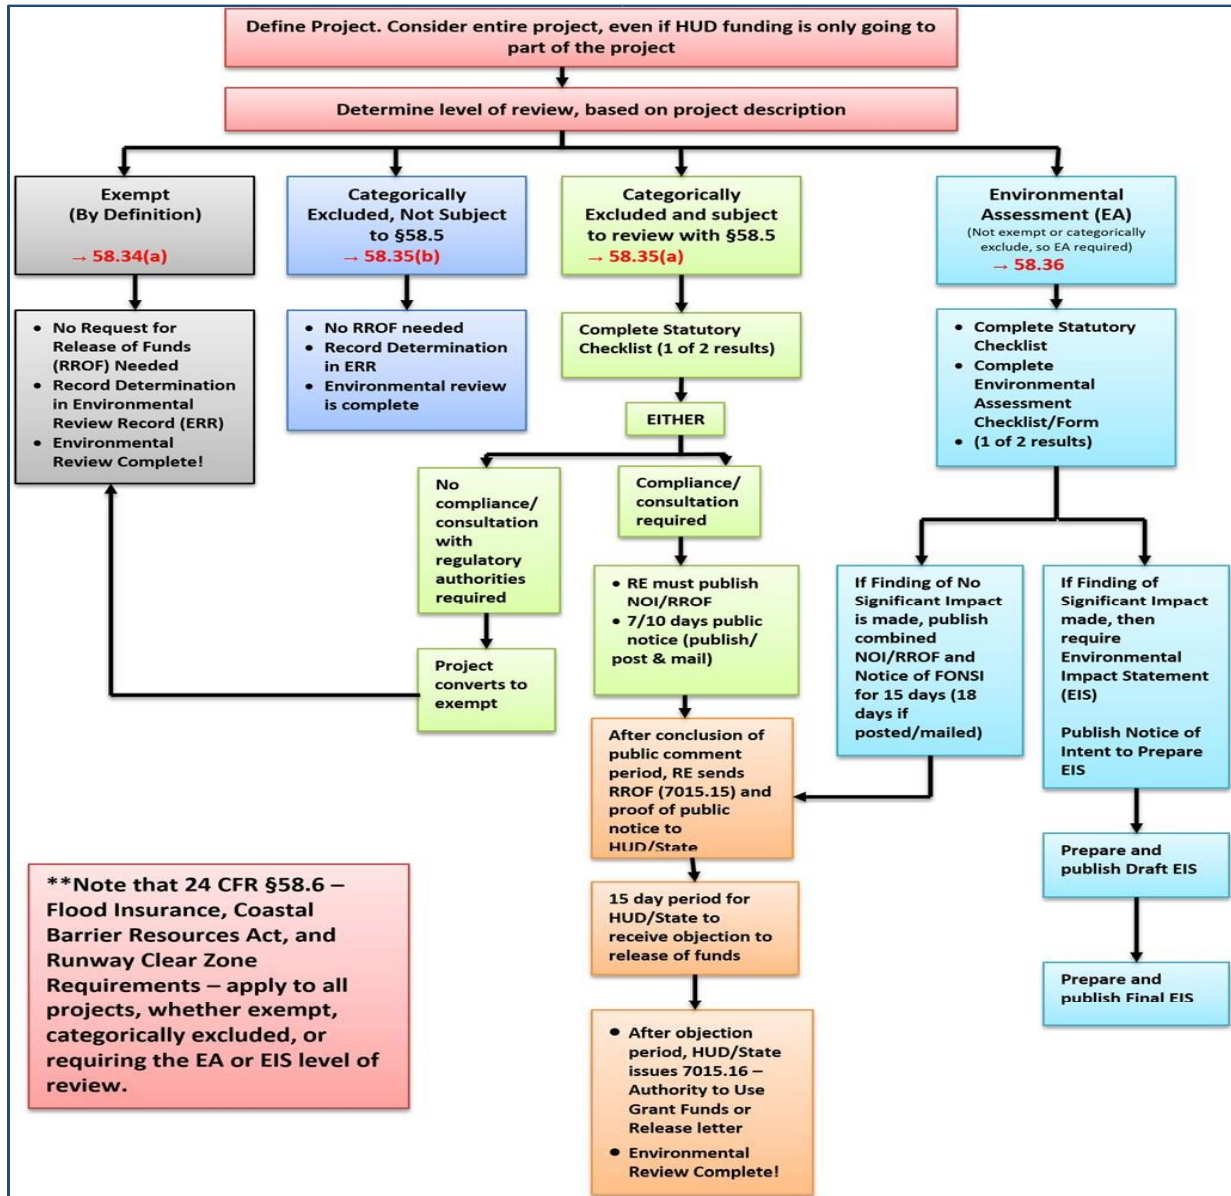 Define Project. Consider entire project, even if HUD funding is only going to
part of the project
Determine level of review, based on project description
Exempt
(By Definition)
→ 58.34(a)
Categorically
Excluded, Not Subject
to §58.5
→ 58.35(b)
Categorically
Excluded and subject
to review with §58.5
→ 58.35(a)
Environmental
Assessment (EA)
(Not exempt or categorically
exclude, so EA required)
→ 58.36
• No Request for
Release of Funds
(RROF) Needed
• Record Determination
in Environmental
Review Record (ERR)
• Environmental
Review Complete!
• No RROF needed
• Record Determination
in ERR
• Environmental review
is complete
Complete Statutory
Checklist (1 of 2 results)
• Complete Statutory
Checklist
• Complete
Environmental
Assessment
Checklist/Form
• (1 of 2 results)
EITHER
No
compliance/
consultation
with
regulatory
authorities
required
Compliance/
consultation
required
Project
converts to
exempt
• RE must publish
NOI/RROF
• 7/10 days public
notice (publish/
post & mail)
If Finding of No
Significant Impact
is made, publish
combined
NOI/RROF and
Notice of FONSI
for 15 days (18
days if
posted/mailed)
If Finding of
Significant Impact
made, then
require
Environmental
Impact Statement
(EIS)
Publish Notice of
Intent to Prepare
EIS
After conclusion of
public comment
period, RE sends
RROF (7015.15) and
proof of public
notice to
HUD/State
Prepare and
publish Draft EIS
15 day period for
HUD/State to
receive objection to
release of funds
Prepare and
publish Final EIS
• After objection
period, HUD/State
issues 7015.16 –
Authority to Use
Grant Funds or
Release letter
• Environmental
Review Complete!
**Note that 24 CFR §58.6 –
Flood Insurance, Coastal
Barrier Resources Act, and
Runway Clear Zone
Requirements – apply to all
projects, whether exempt,
categorically excluded, or
requiring the EA or EIS level of
review.